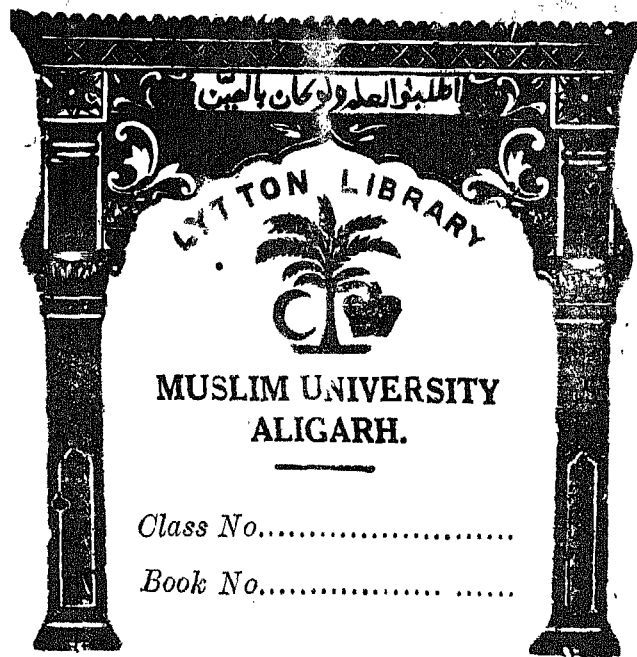 اطلبوا العلم ولو كان بالصين
LYTTON LIBRARY
MUSLIM UNIVERSITY
ALIGARH.
Class No..........................
Book No.................. ......